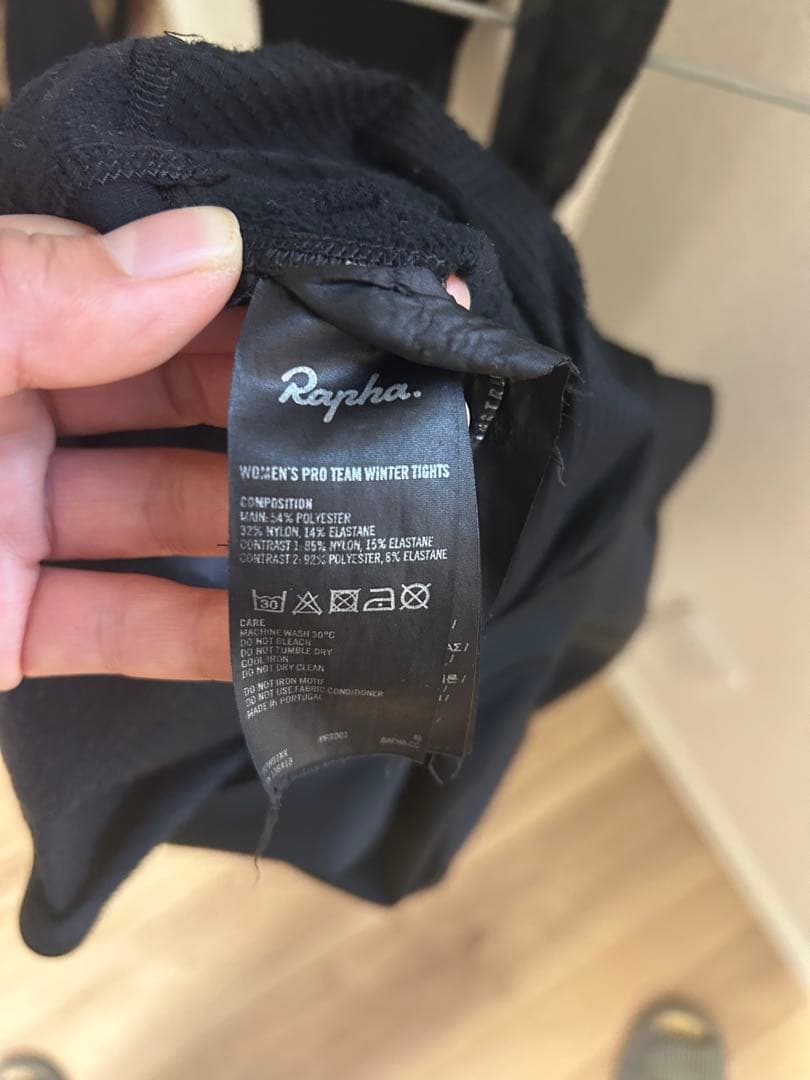 Rapha.
WOMEN'S PRO TEAM WINTER TIGHTS
COMPOSITION
MAIN: 54% POLYESTER
32% NYLON, 14% ELASTANE
CONTRAST 1: 85% NYLON, 15% ELASTANE
CONTRAST 2: 92% POLYESTER, 8% ELASTANE
30
CARE
MACHINE WASH 30°C
DO NOT BLEACH
DO NOT TUMBLE DRY
COOL IRON
DO NOT DRY CLEAN
DO NOT IRON MOTIF
DO NOT USE FABRIC CONDITIONER
MADE IN PORTUGAL
RAPHA.CC